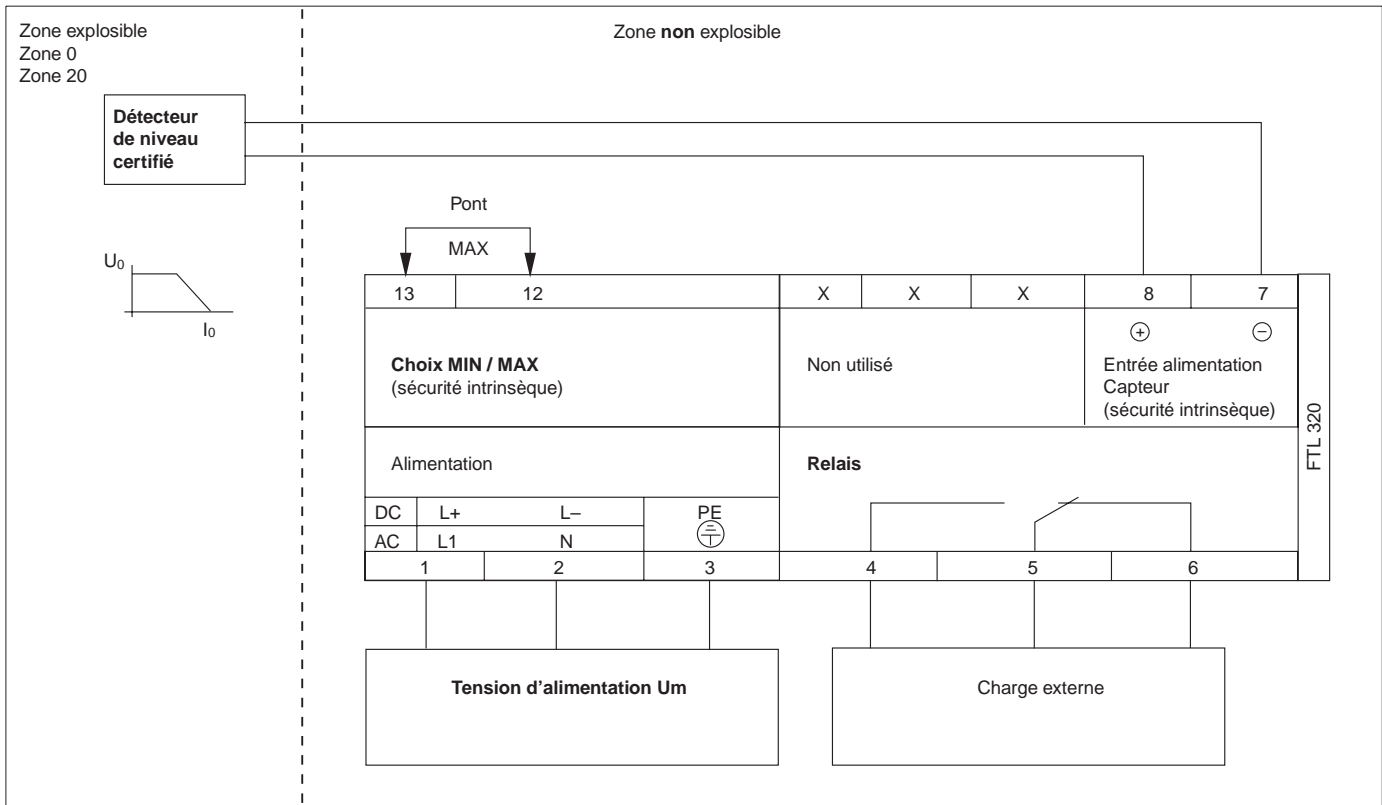 Zone explosible
Zone 0
Zone 20
Zone non explosible
Détecteur
de niveau
certifié
Pont
MAX
U0
I0
13 12 X X X 8 7
+ −
Choix MIN / MAX
(sécurité intrinsèque)
Non utilisé
Entrée alimentation
Capteur
(sécurité intrinsèque)
FTL 320
Alimentation
Relais
DC L+ L– PE
AC L1 N
1 2 3 4 5 6
Tension d'alimentation Um
Charge externe